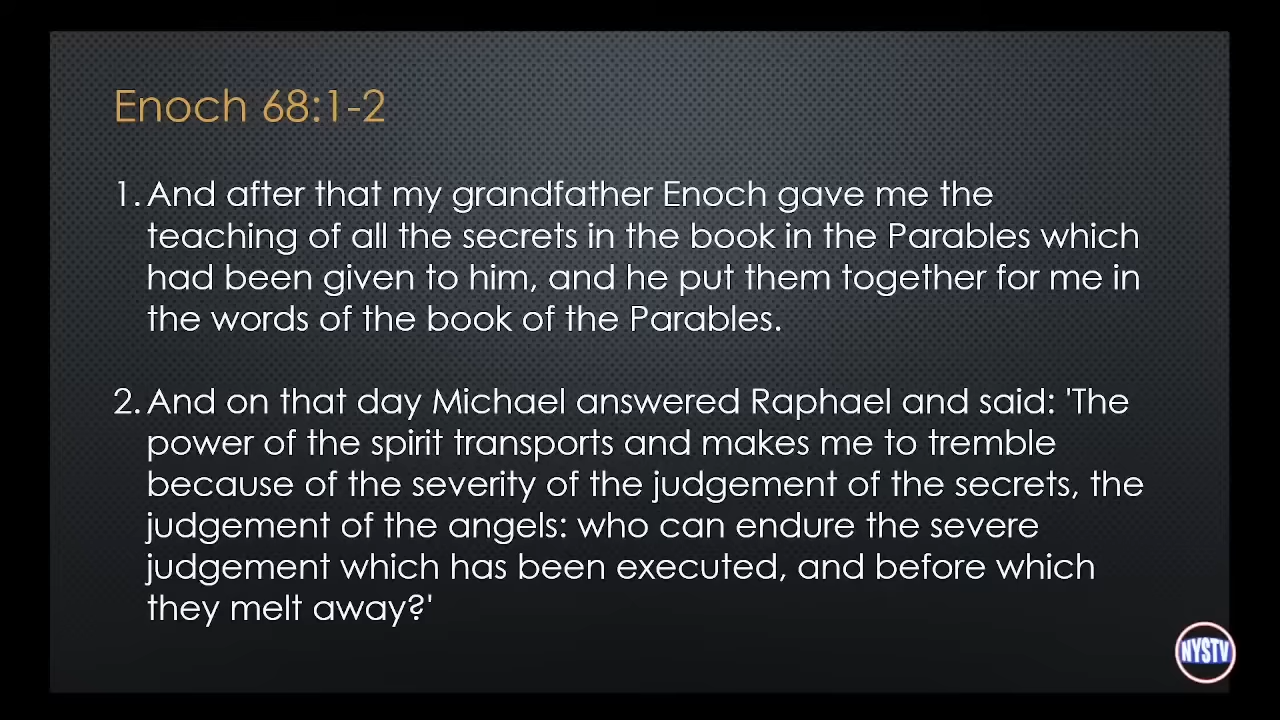 Enoch 68:1-2
1. And after that my grandfather Enoch gave me the
teaching of all the secrets in the book in the Parables which
had been given to him, and he put them together for me in
the words of the book of the Parables.
2. And on that day Michael answered Raphael and said: 'The
power of the spirit transports and makes me to tremble
because of the severity of the judgement of the secrets, the
judgement of the angels: who can endure the severe
judgement which has been executed, and before which
they melt away?'
NYSTV